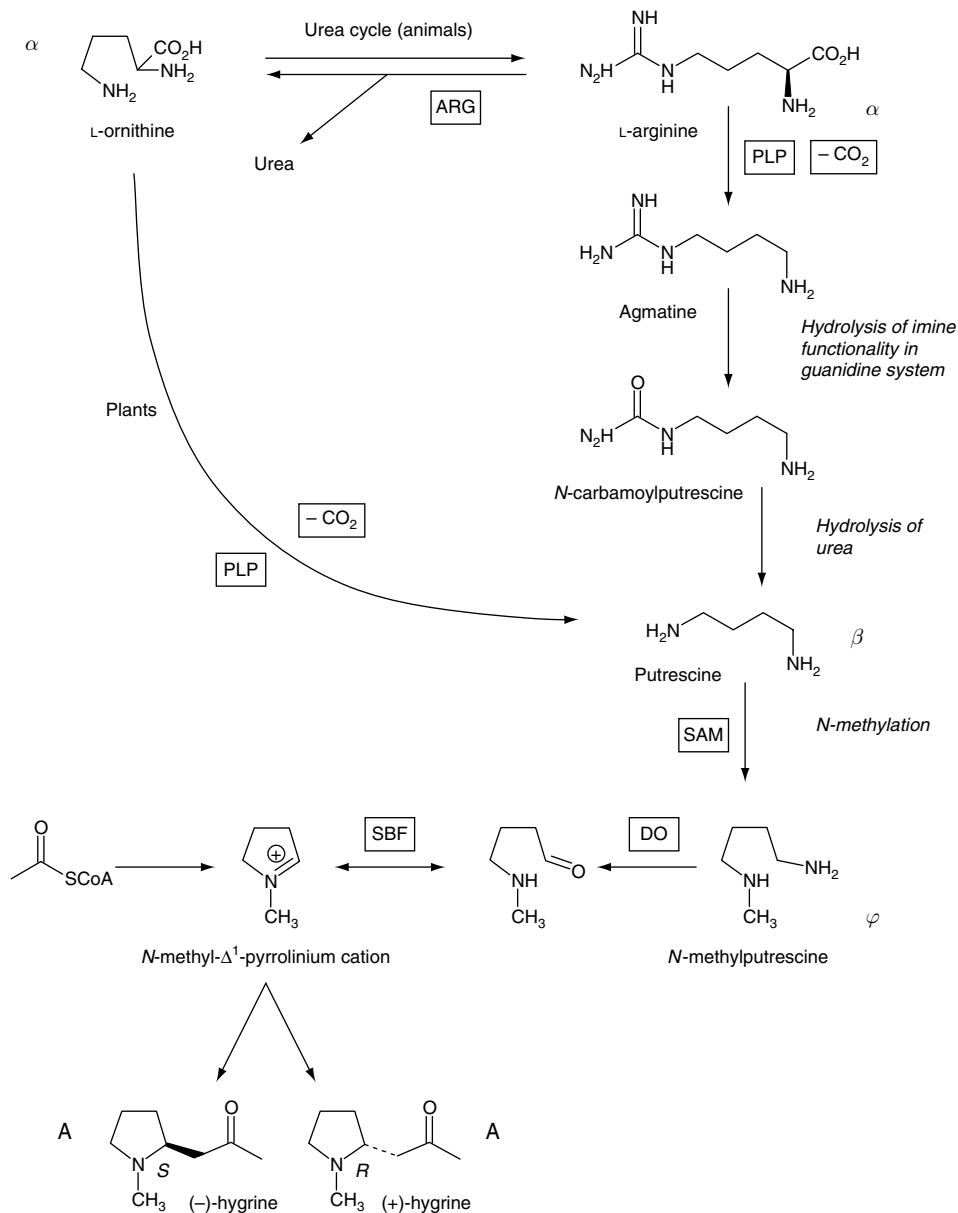 α
CO₂H
NH₂
NH₂
L-ornithine
Urea cycle (animals)
ARG
Urea
NH
N₂H
N
H
CO₂H
NH₂
L-arginine
α
PLP
– CO₂
NH
H₂N
N
H
NH₂
Agmatine
Hydrolysis of imine
functionality in
guanidine system
O
N₂H
N
H
NH₂
N-carbamoylputrescine
Plants
– CO₂
PLP
Hydrolysis of
urea
H₂N
NH₂
β
Putrescine
SAM
N-methylation
O
SCoA
+
N
CH₃
N-methyl-Δ¹-pyrrolinium cation
SBF
NH
CH₃
O
DO
NH
CH₃
NH₂
φ
N-methylputrescine
A
N
S
CH₃
O
(–)-hygrine
N
R
CH₃
O
(+)-hygrine
A